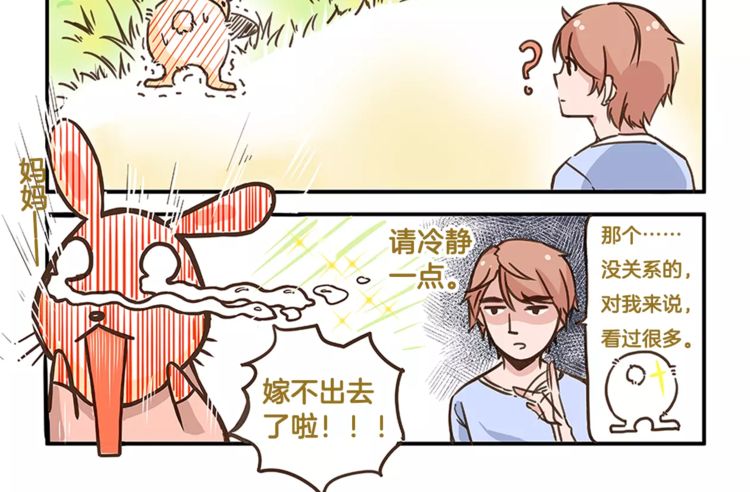 ?
妈妈——
嫁不出去
了啦！！！
请冷静
一点。
那个……
没关系的，
对我来说，
看过很多。